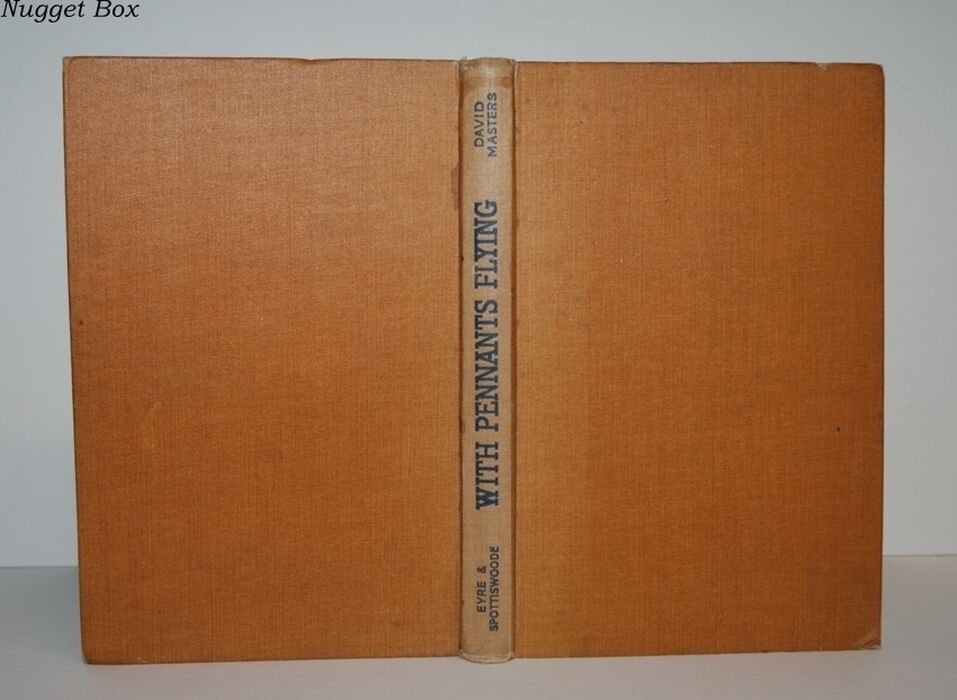 Nugget Box
DAVID
MASTERS
WITH PENNANTS FLYING
EYRE &
SPOTTISWOODE